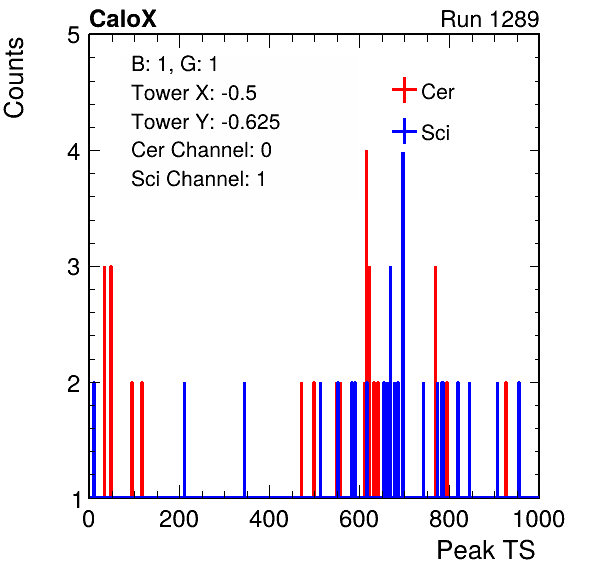 CaloX Run 1289
Counts
5
4
3
2
1
B: 1, G: 1
Tower X: -0.5
Tower Y: -0.625
Cer Channel: 0
Sci Channel: 1
Cer
Sci
0 200 400 600 800 1000
Peak TS